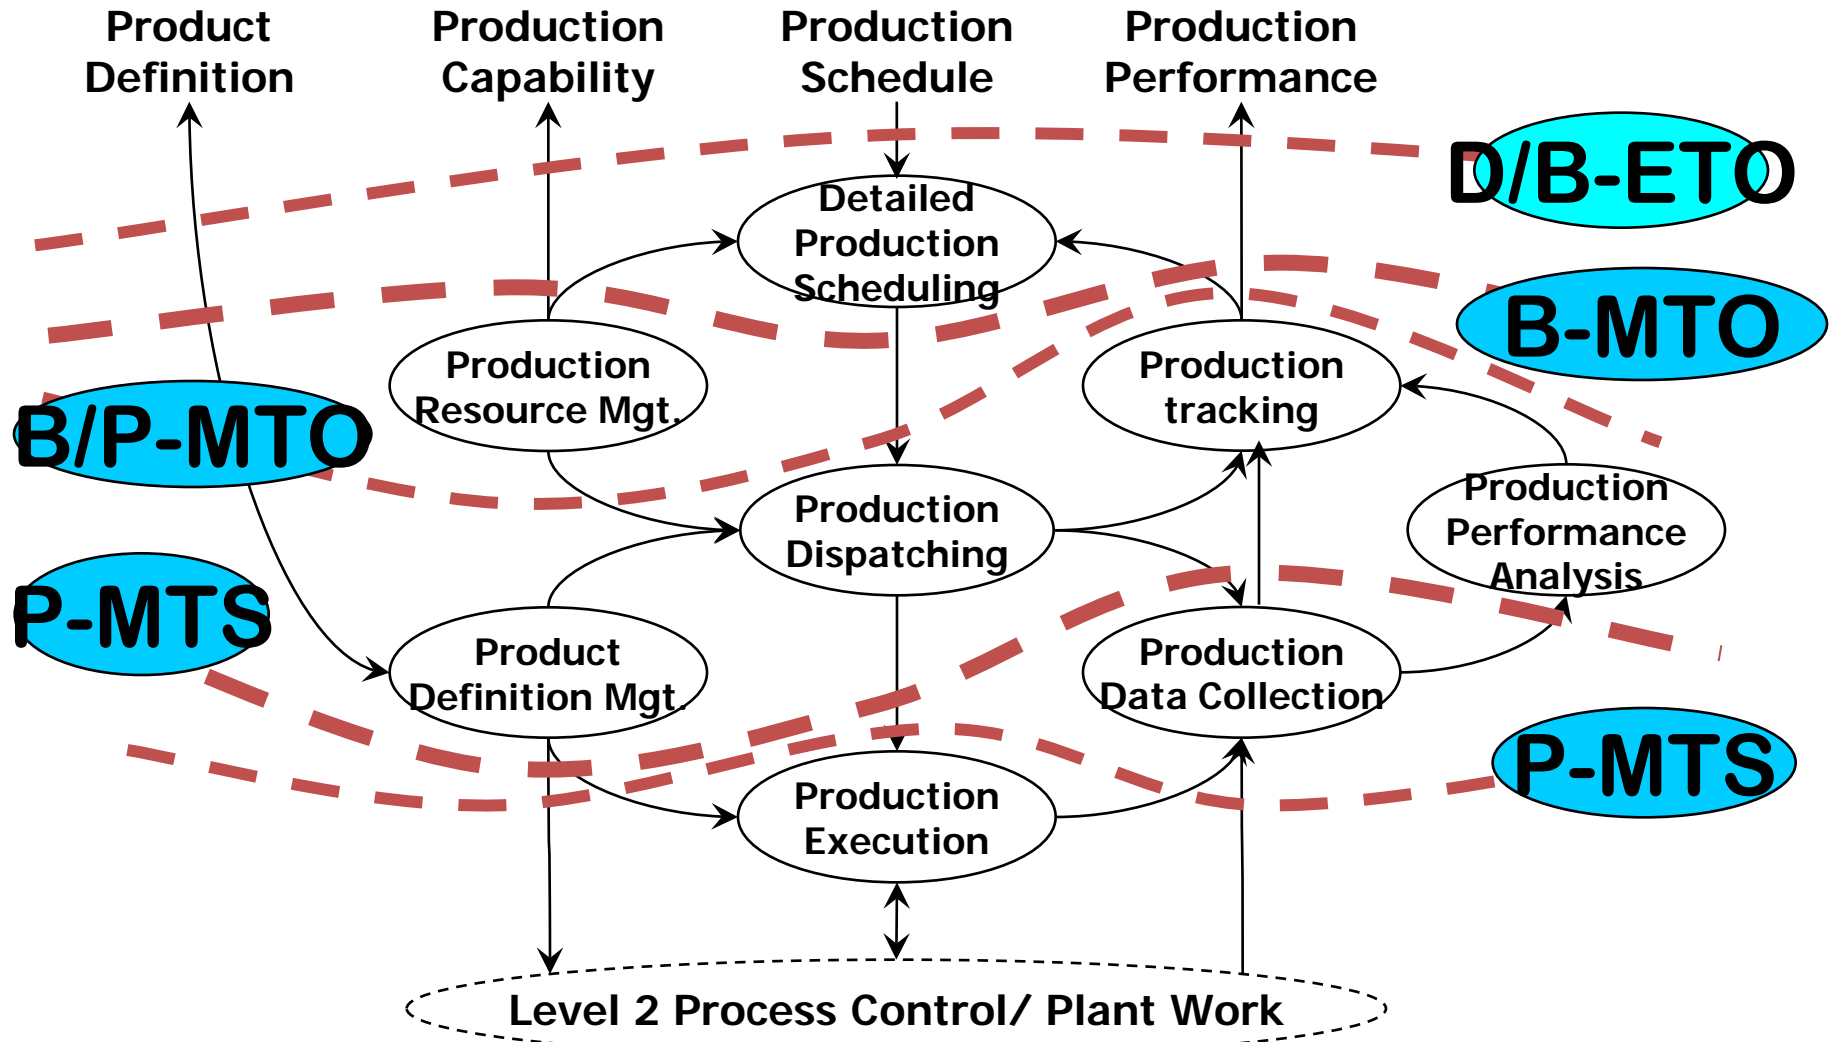 Product
Definition
Production
Capability
Production
Schedule
Production
Performance
D/B-ETO
Detailed
Production
Scheduling
B-MTO
Production
Resource Mgt.
Production
tracking
B/P-MTO
Production
Dispatching
Production
Performance
Analysis
P-MTS
Product
Definition Mgt.
Production
Data Collection
P-MTS
Production
Execution
Level 2 Process Control/ Plant Work